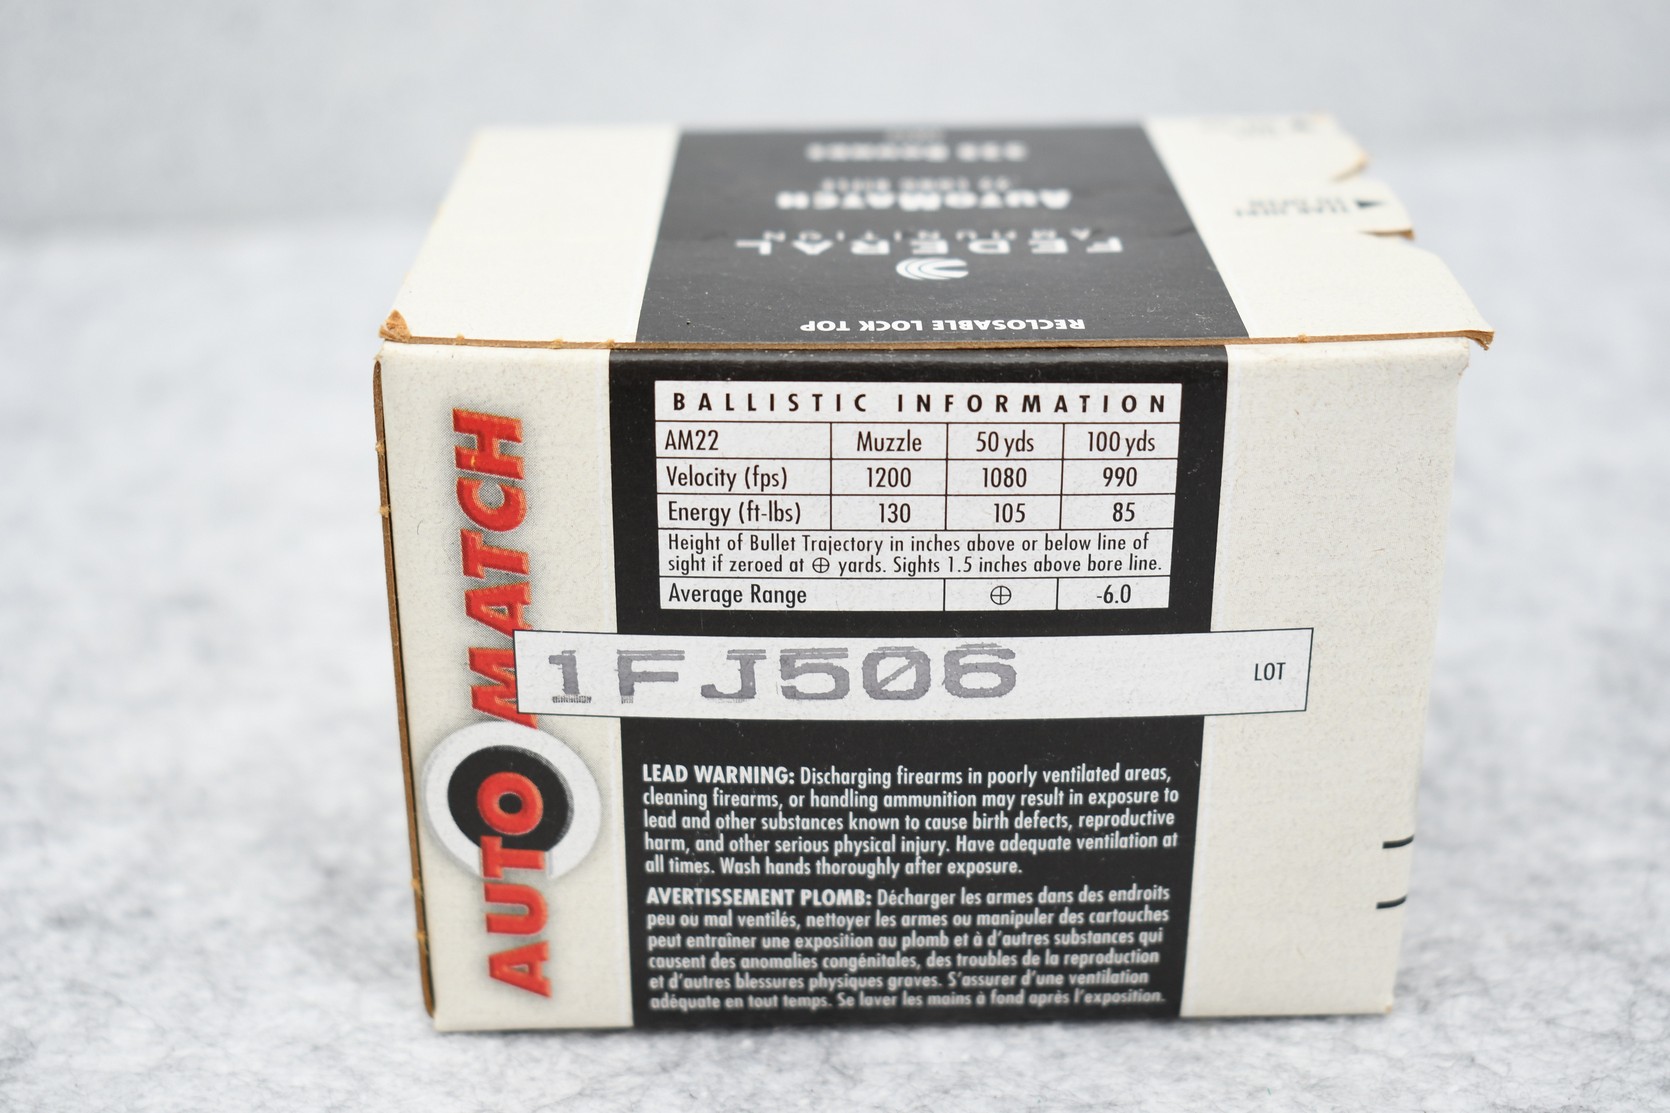 RECLOSABLE LOCK TOP
FEDERAL
AMMUNITION
AUTOMATCH
.22 LONG RIFLE
AUTOMATCH
BALLISTIC INFORMATION
AM22 Muzzle 50 yds 100 yds
Velocity (fps) 1200 1080 990
Energy (ft-lbs) 130 105 85
Height of Bullet Trajectory in inches above or below line of
sight if zeroed at ⊕ yards. Sights 1.5 inches above bore line.
Average Range ⊕ -6.0
1FJ506 LOT
LEAD WARNING: Discharging firearms in poorly ventilated areas,
cleaning firearms, or handling ammunition may result in exposure to
lead and other substances known to cause birth defects, reproductive
harm, and other serious physical injury. Have adequate ventilation at
all times. Wash hands thoroughly after exposure.
AVERTISSEMENT PLOMB: Décharger les armes dans des endroits
peu ou mal ventilés, nettoyer les armes ou manipuler des cartouches
peut entraîner une exposition au plomb et à d'autres substances qui
causent des anomalies congénitales, des troubles de la reproduction
et d'autres blessures physiques graves. S'assurer d'une ventilation
adéquate en tout temps. Se laver les mains à fond après l'exposition.